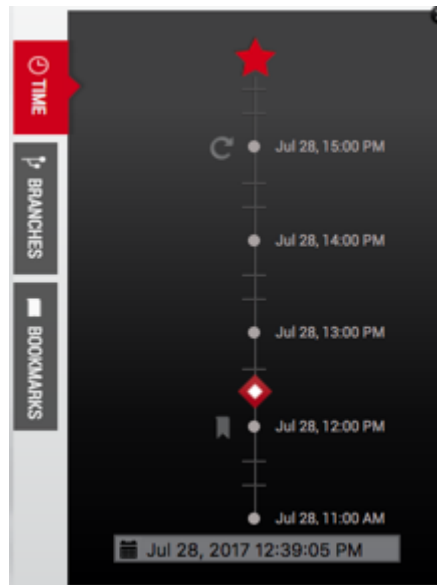 TIME
BRANCHES
BOOKMARKS
Jul 28, 15:00 PM
Jul 28, 14:00 PM
Jul 28, 13:00 PM
Jul 28, 12:00 PM
Jul 28, 11:00 AM
Jul 28, 2017 12:39:05 PM